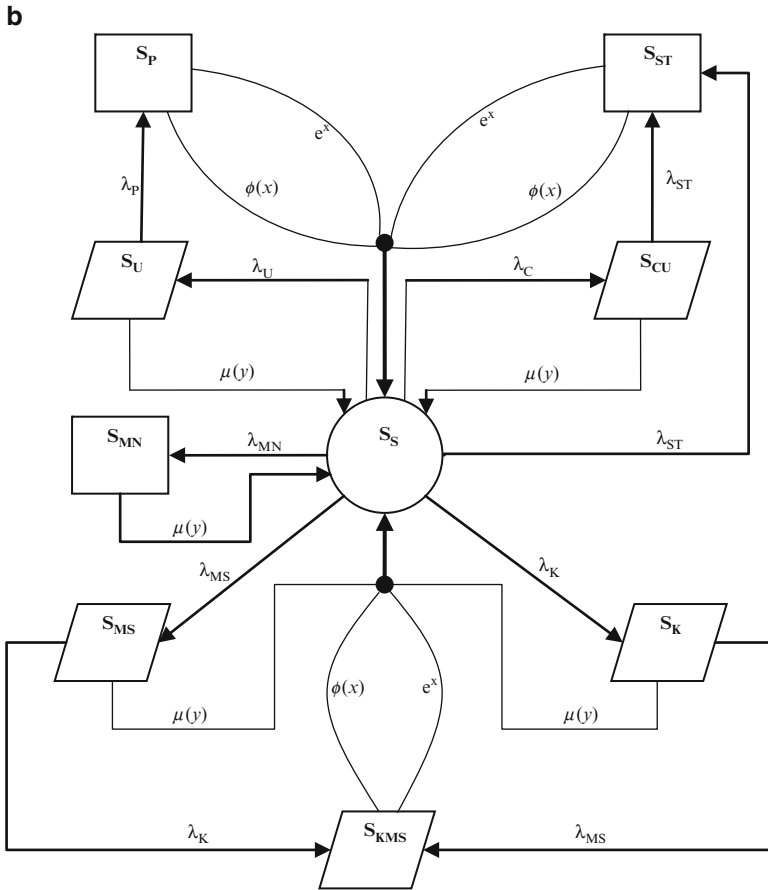 b
S_P
S_ST
e^x
e^x
λ_P
ϕ(x)
ϕ(x)
λ_ST
S_U
λ_U
λ_C
S_CU
μ(y)
μ(y)
S_MN
λ_MN
S_S
λ_ST
μ(y)
λ_MS
λ_K
S_MS
S_K
ϕ(x)
e^x
μ(y)
μ(y)
λ_K
S_KMS
λ_MS